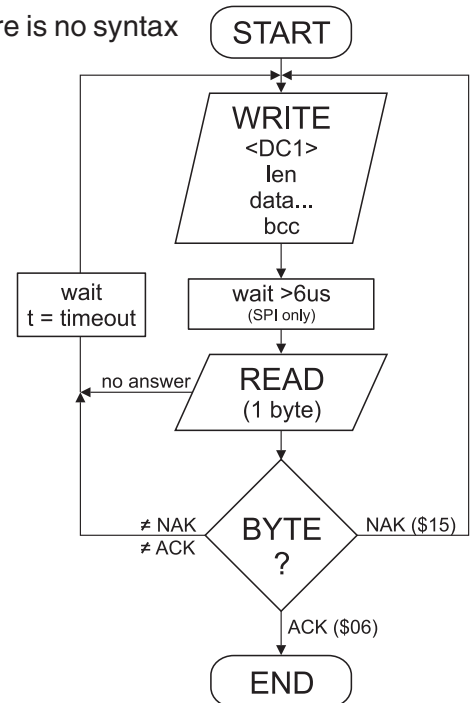 re is no syntax
START
WRITE
<DC1>
len
data...
bcc
wait
t = timeout
wait >6us
(SPI only)
no answer
READ
(1 byte)
≠ NAK
≠ ACK
BYTE
?
NAK ($15)
ACK ($06)
END